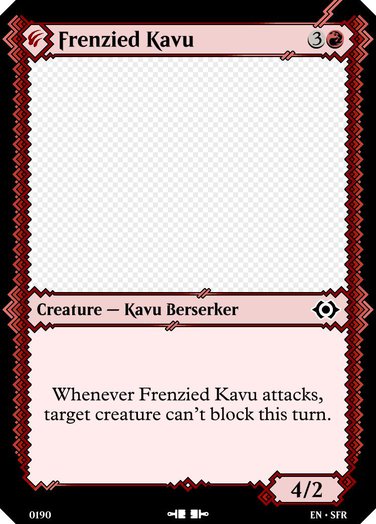 Frenzied Kavu 3
Creature — Kavu Berserker
Whenever Frenzied Kavu attacks,
target creature can't block this turn.
4/2
0190 EN • SFR